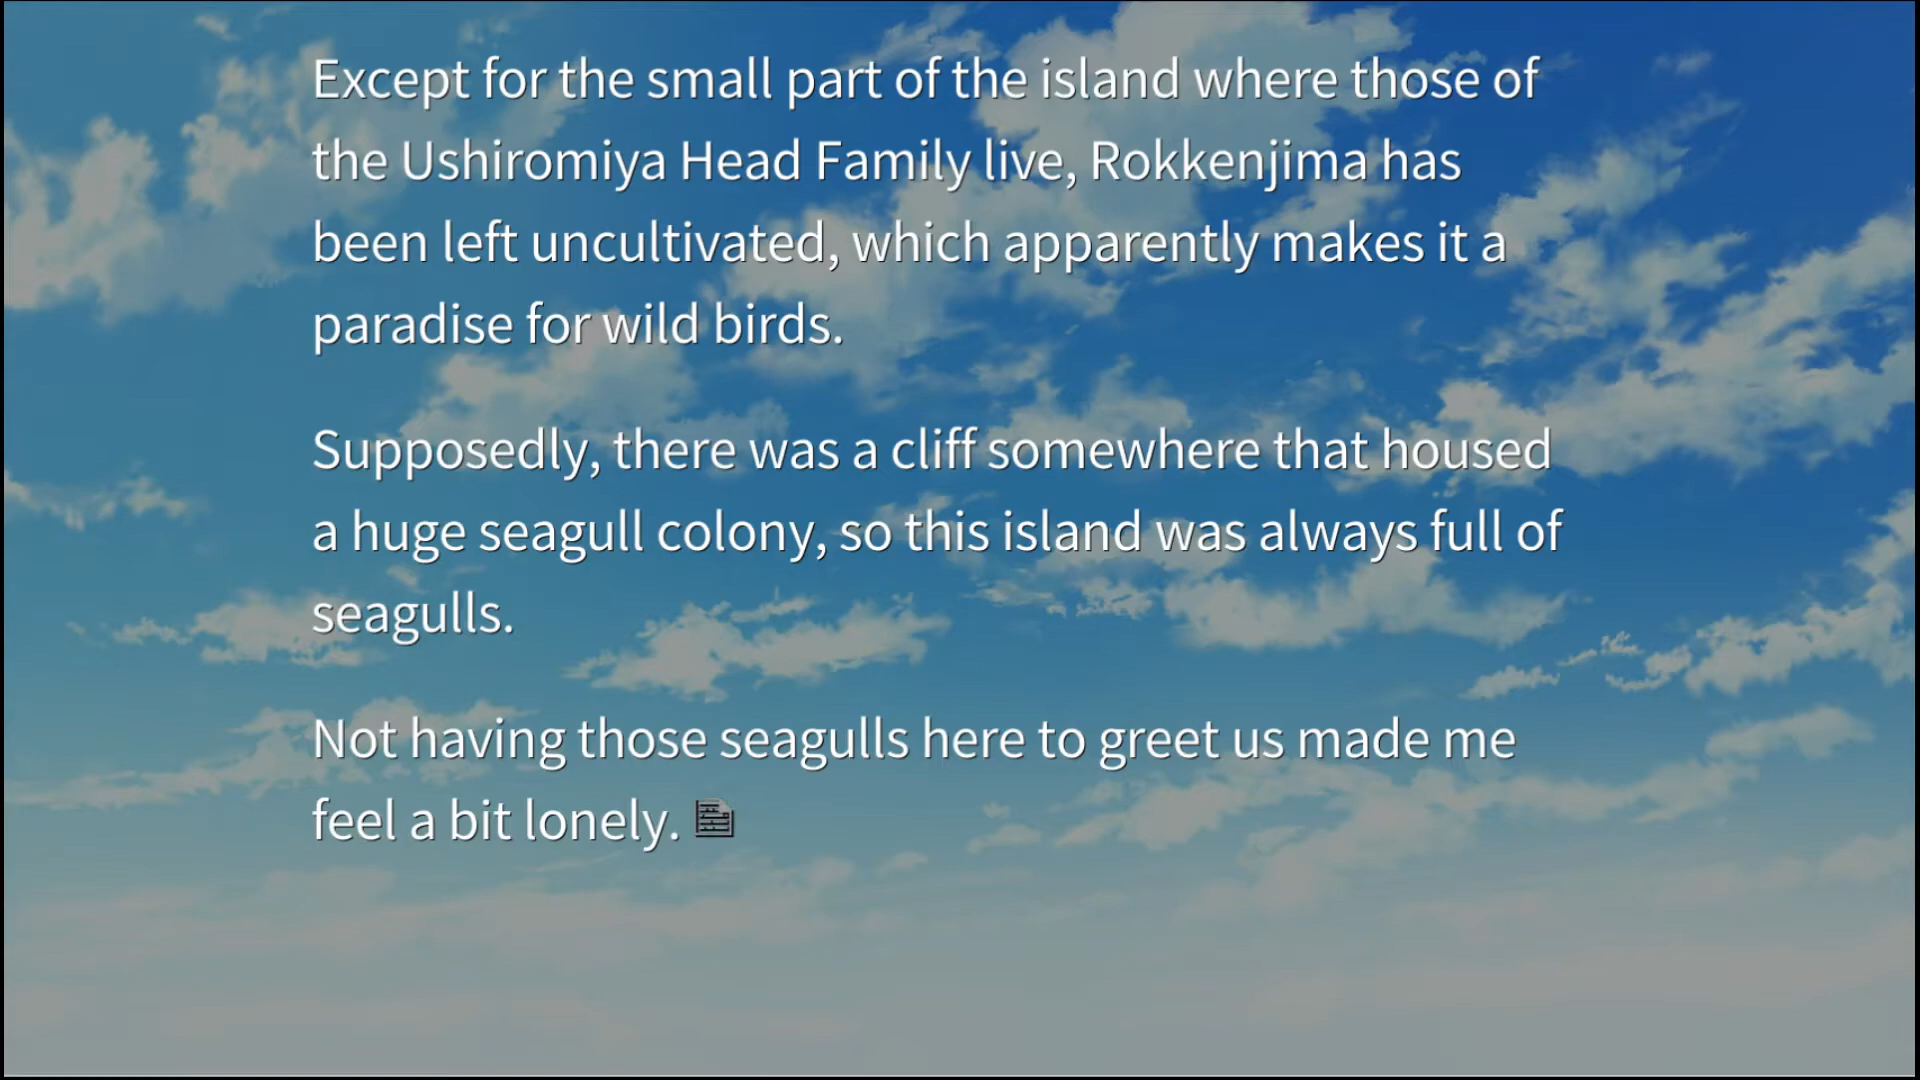 Except for the small part of the island where those of
the Ushiromiya Head Family live, Rokkenjima has
been left uncultivated, which apparently makes it a
paradise for wild birds.
Supposedly, there was a cliff somewhere that housed
a huge seagull colony, so this island was always full of
seagulls.
Not having those seagulls here to greet us made me
feel a bit lonely.